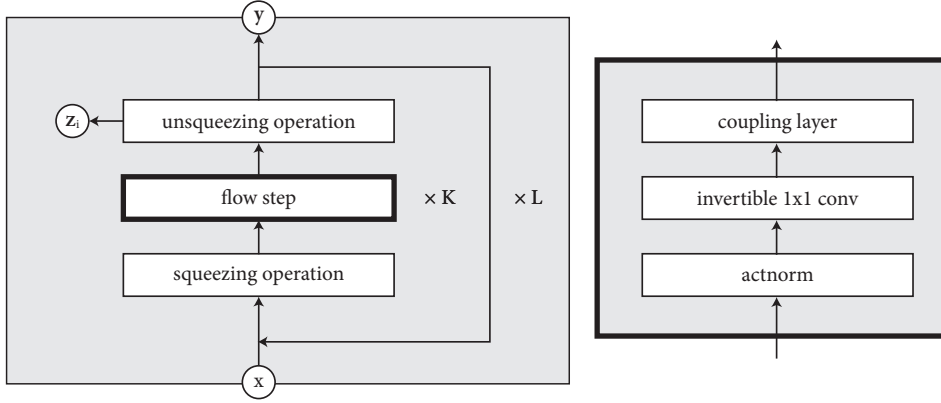 y
z_i
unsqueezing operation
flow step
× K
× L
squeezing operation
x
coupling layer
invertible 1x1 conv
actnorm